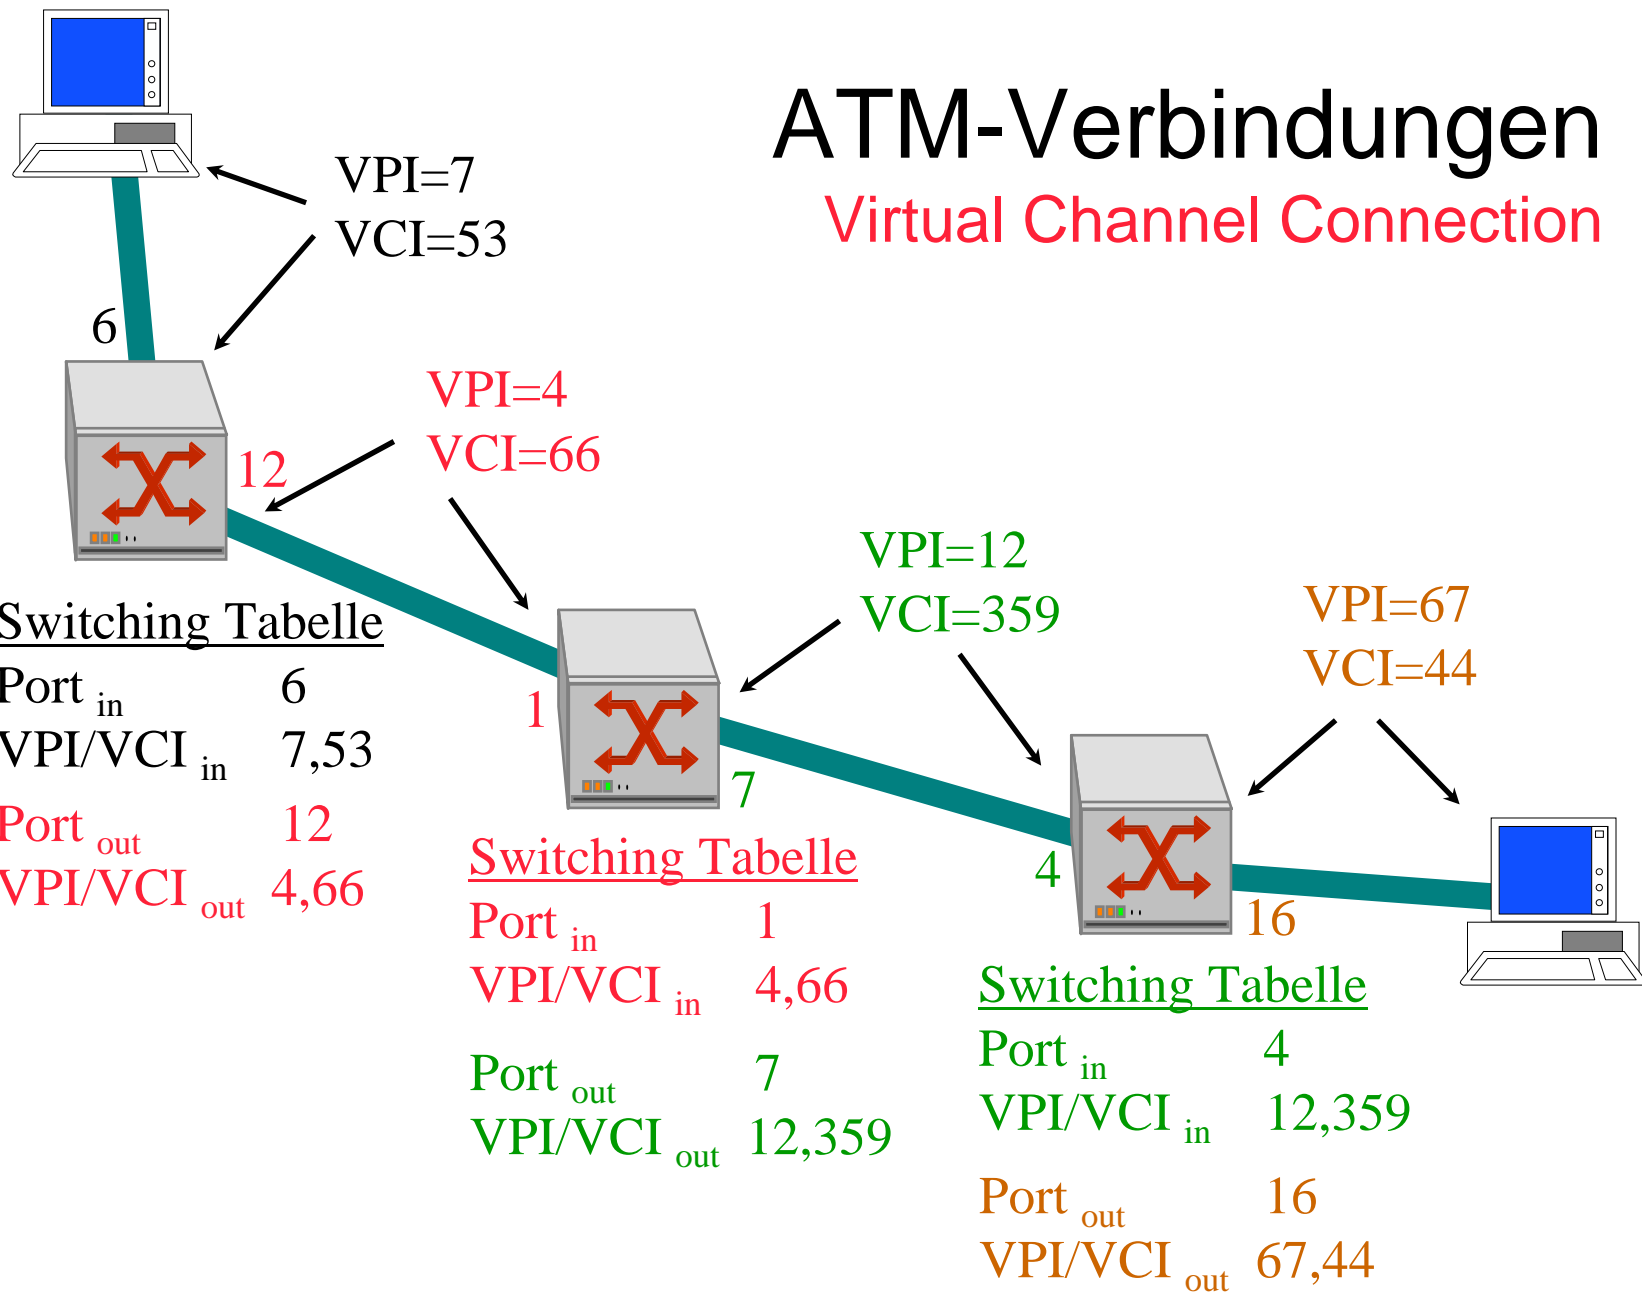 ATM-Verbindungen
Virtual Channel Connection
VPI=7
VCI=53
6
VPI=4
VCI=66
12
VPI=12
VCI=359
VPI=67
VCI=44
1
7
4
16
Switching Tabelle
Port in 6
VPI/VCI in 7,53
Port out 12
VPI/VCI out 4,66
Switching Tabelle
Port in 1
VPI/VCI in 4,66
Port out 7
VPI/VCI out 12,359
Switching Tabelle
Port in 4
VPI/VCI in 12,359
Port out 16
VPI/VCI out 67,44